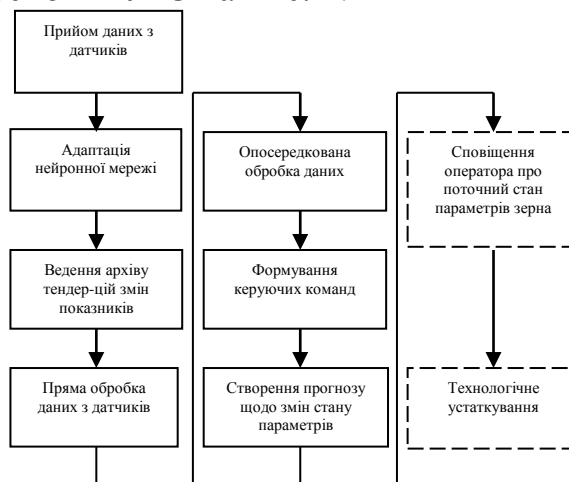 Прийом даних з
датчиків
Адаптація
нейронної мережі
Ведення архіву
тендер-цій змін
показників
Пряма обробка
даних з датчиків
Опосередкована
обробка даних
Формування
керуючих команд
Створення прогнозу
щодо змін стану
параметрів
Сповіщення
оператора про
поточний стан
параметрів зерна
Технологічне
устаткування